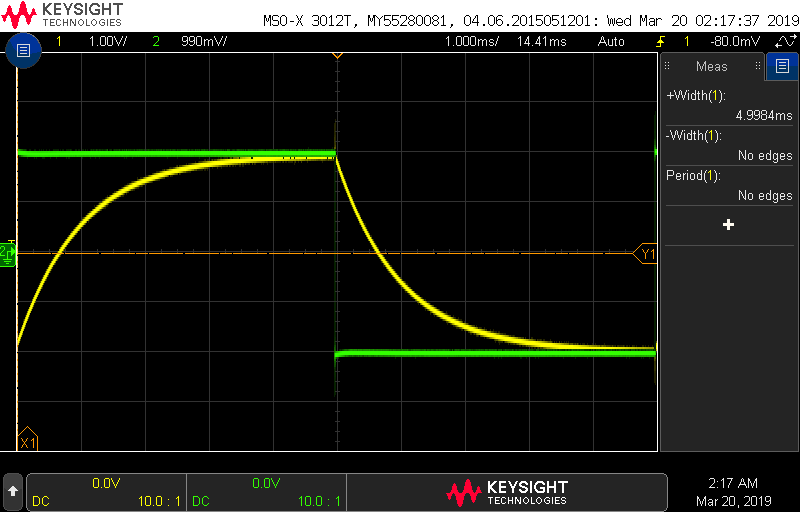 KEYSIGHT
TECHNOLOGIES
MSO-X 3012T, MY55280081, 04.06.2015051201: Wed Mar 20 02:17:37 2019
1 1.00V/ 2 990mV/ 1.000ms/ 14.41ms Auto 1 -80.0mV
Meas
+Width(1):
4.9984ms
-Width(1):
No edges
Period(1):
No edges
+
2
Y1
X1
0.0V 0.0V
DC 10.0 : 1 DC 10.0 : 1
KEYSIGHT
TECHNOLOGIES
2:17 AM
Mar 20, 2019